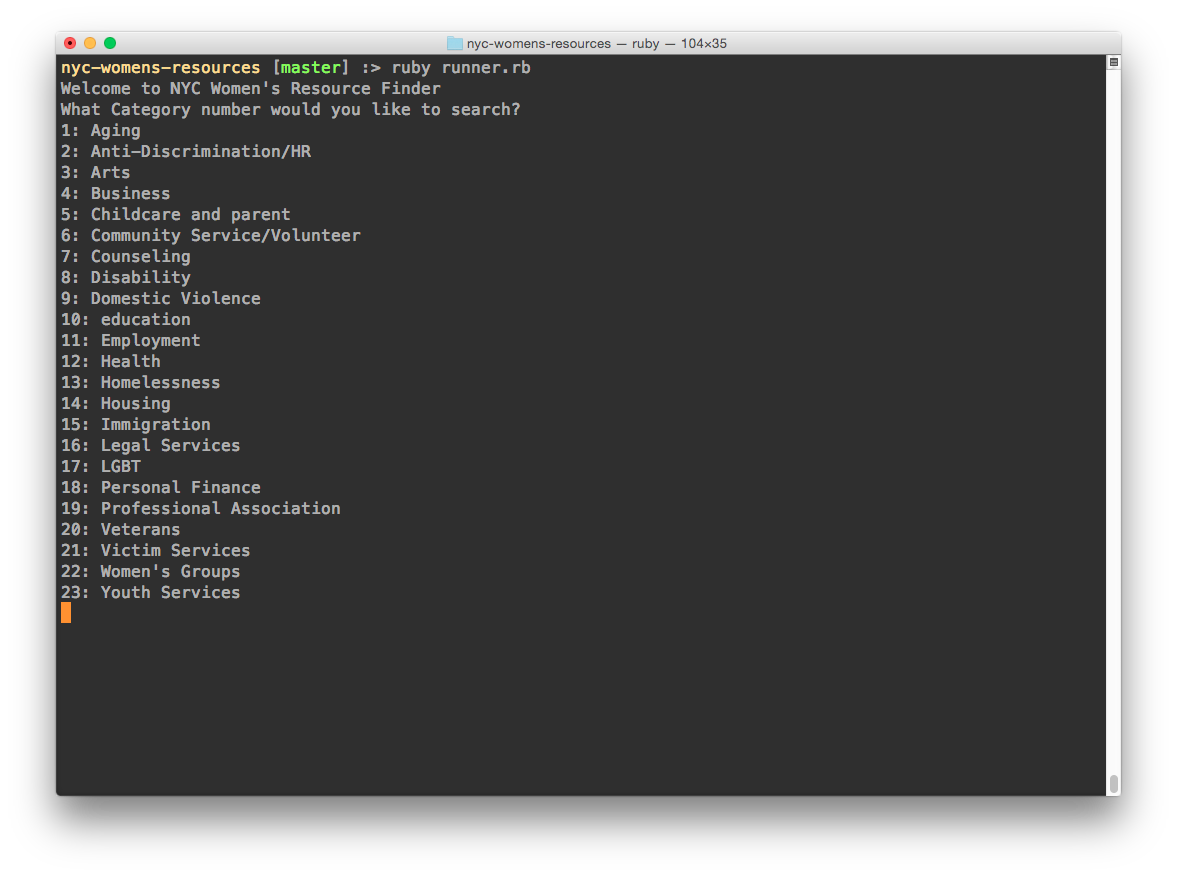 nyc-womens-resources — ruby — 104×35
nyc-womens-resources [master] :> ruby runner.rb
Welcome to NYC Women's Resource Finder
What Category number would you like to search?
1: Aging
2: Anti-Discrimination/HR
3: Arts
4: Business
5: Childcare and parent
6: Community Service/Volunteer
7: Counseling
8: Disability
9: Domestic Violence
10: education
11: Employment
12: Health
13: Homelessness
14: Housing
15: Immigration
16: Legal Services
17: LGBT
18: Personal Finance
19: Professional Association
20: Veterans
21: Victim Services
22: Women's Groups
23: Youth Services